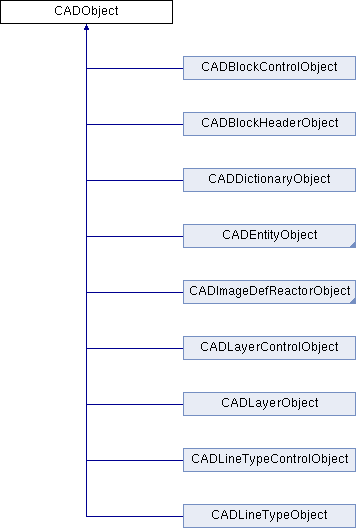 CADObject
CADBlockControlObject
CADBlockHeaderObject
CADDictionaryObject
CADEntityObject
CADImageDefReactorObject
CADLayerControlObject
CADLayerObject
CADLineTypeControlObject
CADLineTypeObject